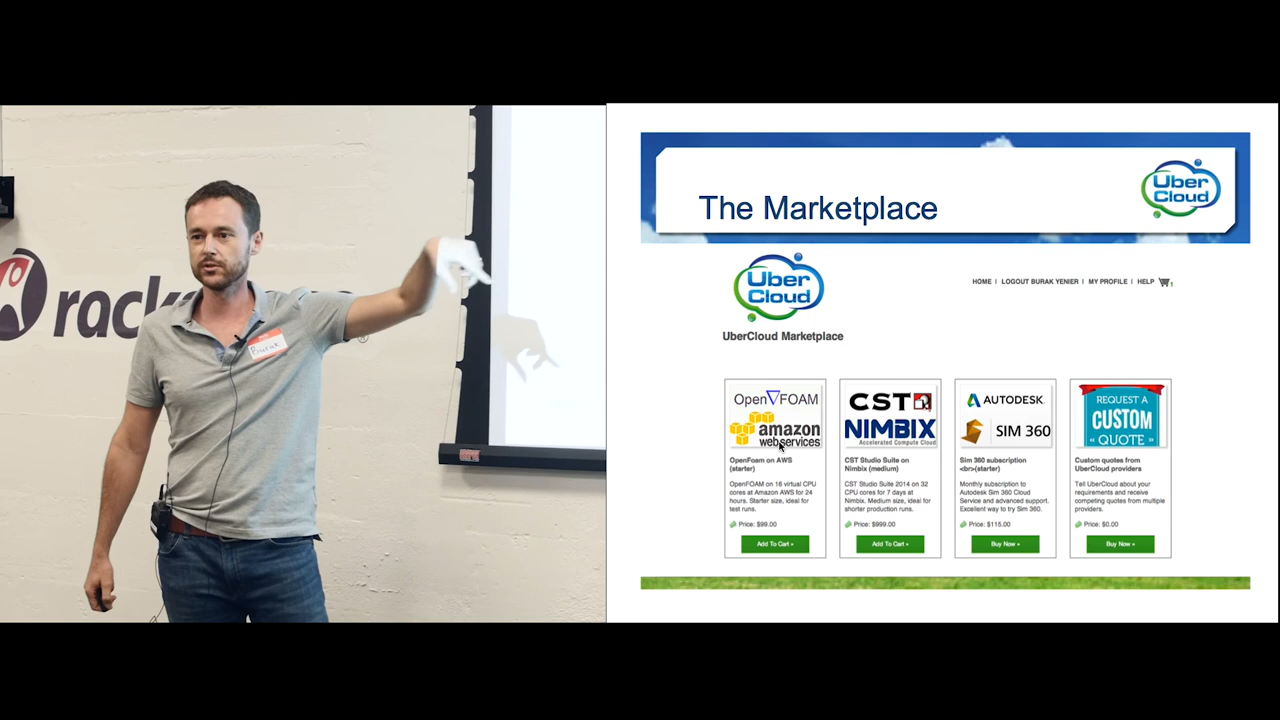 rack
Burak
The Marketplace
Uber
Cloud
Uber
Cloud
UberCloud Marketplace
HOME I LOGOUT BURAK YENIER I MY PROFILE I HELP
1
Open∇FOAM
amazon
webservices
OpenFoam on AWS
(starter)
OpenFOAM on 16 virtual CPU
cores at Amazon AWS for 24
hours. Starter size, ideal for
test runs.
Price: $99.00
Add To Cart »
CST
NIMBIX
Accelerated Compute Cloud
CST Studio Suite on
Nimbix (medium)
CST Studio Suite 2014 on 32
CPU cores for 7 days at
Nimbix. Medium size, ideal for
shorter production runs.
Price: $999.00
Add To Cart »
AUTODESK.
SIM 360
Sim 360 subscription
<br>(starter)
Monthly subscription to
Autodesk Sim 360 Cloud
Service and advanced support.
Excellent way to try Sim 360.
Price: $115.00
Buy Now »
REQUEST A
CUSTOM
« QUOTE »
Custom quotes from
UberCloud providers
Tell UberCloud about your
requirements and receive
competing quotes from multiple
providers.
Price: $0.00
Buy Now »